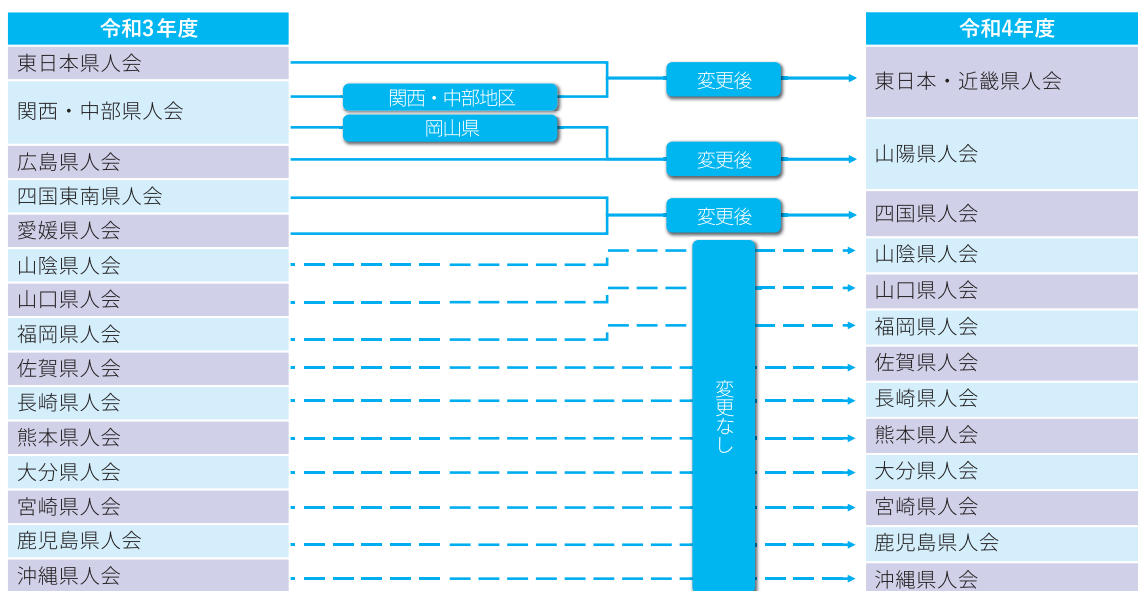 令和3年度
東日本県人会
関西・中部県人会
広島県人会
四国東南県人会
愛媛県人会
山陰県人会
山口県人会
福岡県人会
佐賀県人会
長崎県人会
熊本県人会
大分県人会
宮崎県人会
鹿児島県人会
沖縄県人会
関西・中部地区
岡山県
変更後
変更後
変更後
変更なし
令和4年度
東日本・近畿県人会
山陽県人会
四国県人会
山陰県人会
山口県人会
福岡県人会
佐賀県人会
長崎県人会
熊本県人会
大分県人会
宮崎県人会
鹿児島県人会
沖縄県人会